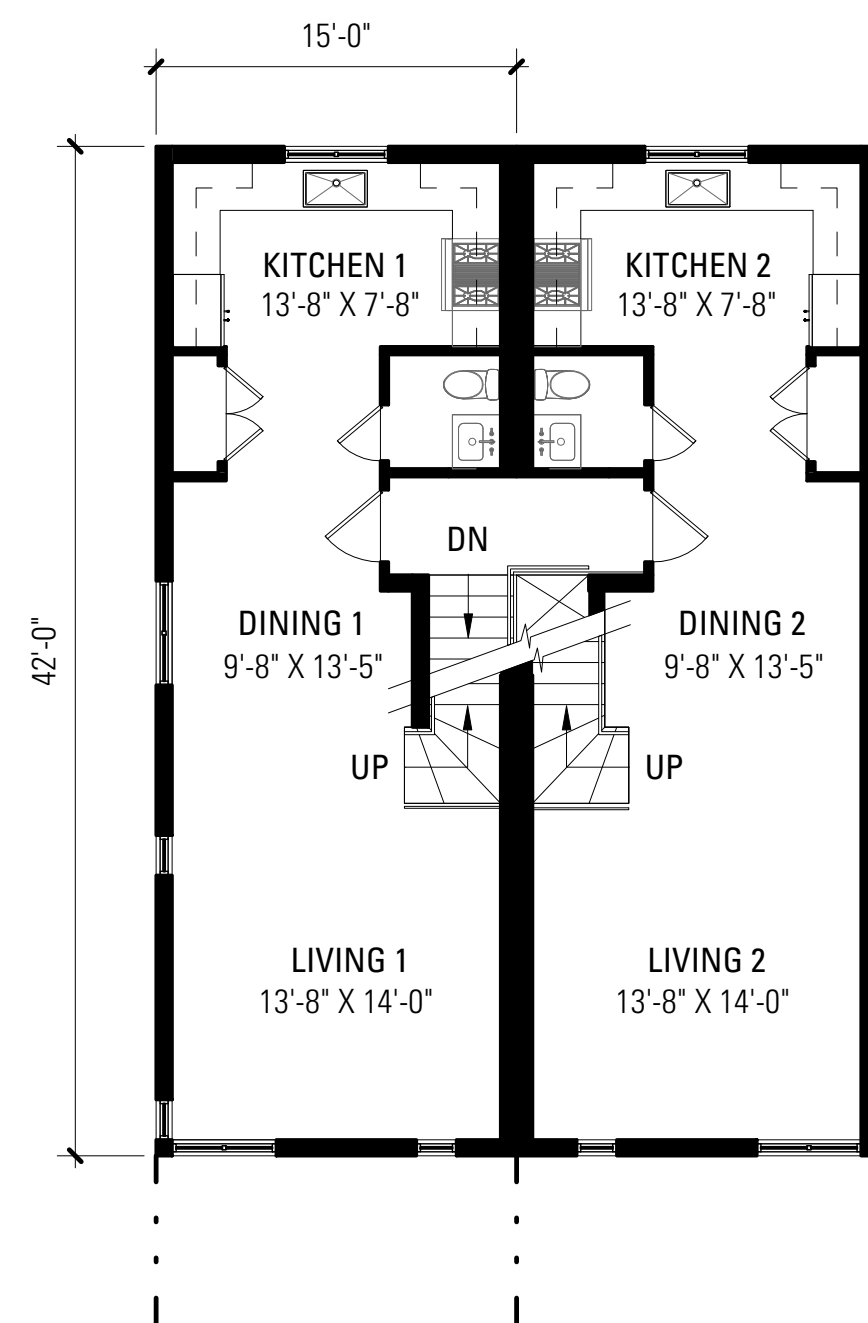 15'-0"
KITCHEN 1
13'-8" X 7'-8"
KITCHEN 2
13'-8" X 7'-8"
DN
42'-0"
DINING 1
9'-8" X 13'-5"
DINING 2
9'-8" X 13'-5"
UP
UP
LIVING 1
13'-8" X 14'-0"
LIVING 2
13'-8" X 14'-0"